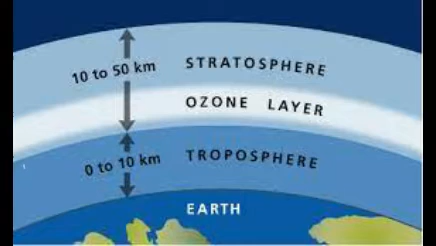 10 to 50 km STRATOSPHERE
OZONE LAYER
0 to 10 km TROPOSPHERE
EARTH